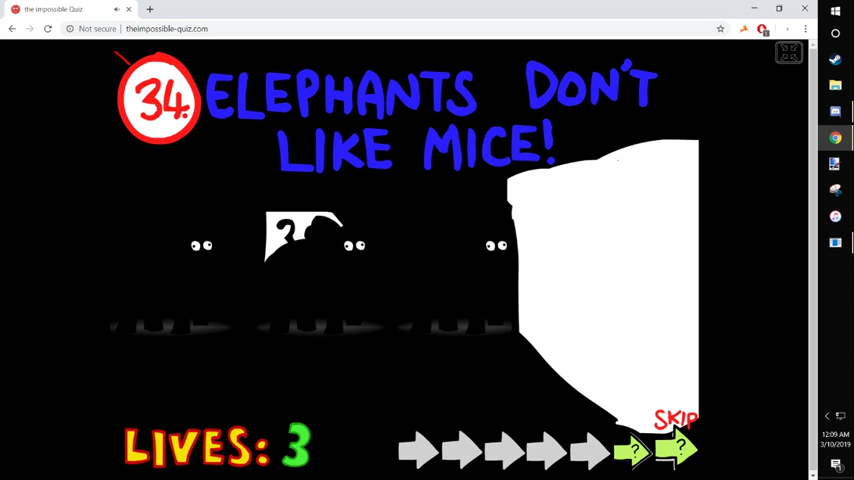 the impossible Quiz
Not secure | theimpossible-quiz.com
34. ELEPHANTS DON'T
LIKE MICE!
?
SKIP
LIVES: 3
? ?
12:09 AM
3/10/2019